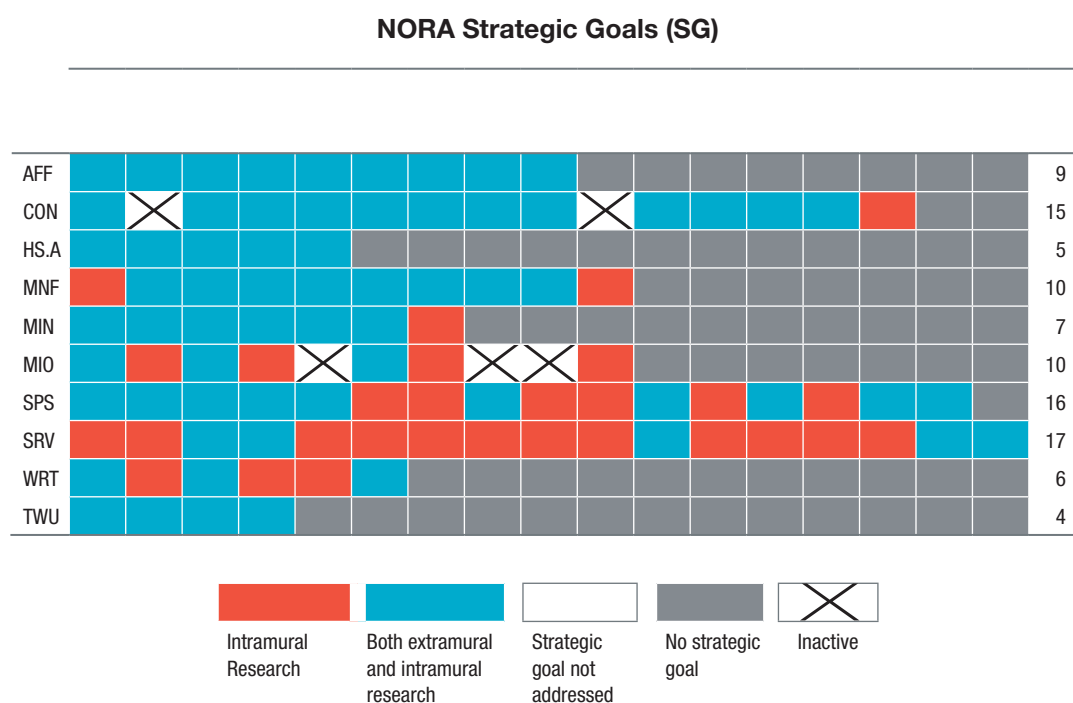 NORA Strategic Goals (SG)
AFF 9
CON 15
HS.A 5
MNF 10
MIN 7
MIO 10
SPS 16
SRV 17
WRT 6
TWU 4
Intramural
Research
Both extramural
and intramural
research
Strategic
goal not
addressed
No strategic
goal
Inactive